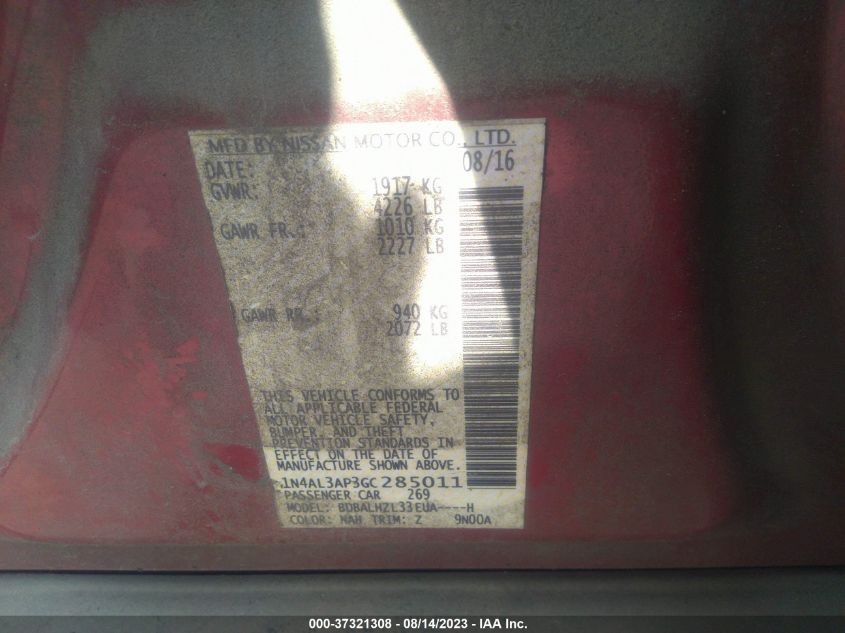 MFD BY NISSAN MOTOR CO., LTD.
DATE: 08/16
GVWR: 1917 KG
4226 LB
GAWR FR.: 1010 KG
2227 LB
GAWR RR.: 940 KG
2072 LB
THIS VEHICLE CONFORMS TO
ALL APPLICABLE FEDERAL
MOTOR VEHICLE SAFETY,
BUMPER, AND THEFT
PREVENTION STANDARDS IN
EFFECT ON THE DATE OF
MANUFACTURE SHOWN ABOVE.
1N4AL3AP3GC285011
PASSENGER CAR 269
MODEL: BDBALHZL33EUA----H
COLOR: NAH TRIM: Z 9N00A
000-37321308 - 08/14/2023 - IAA Inc.